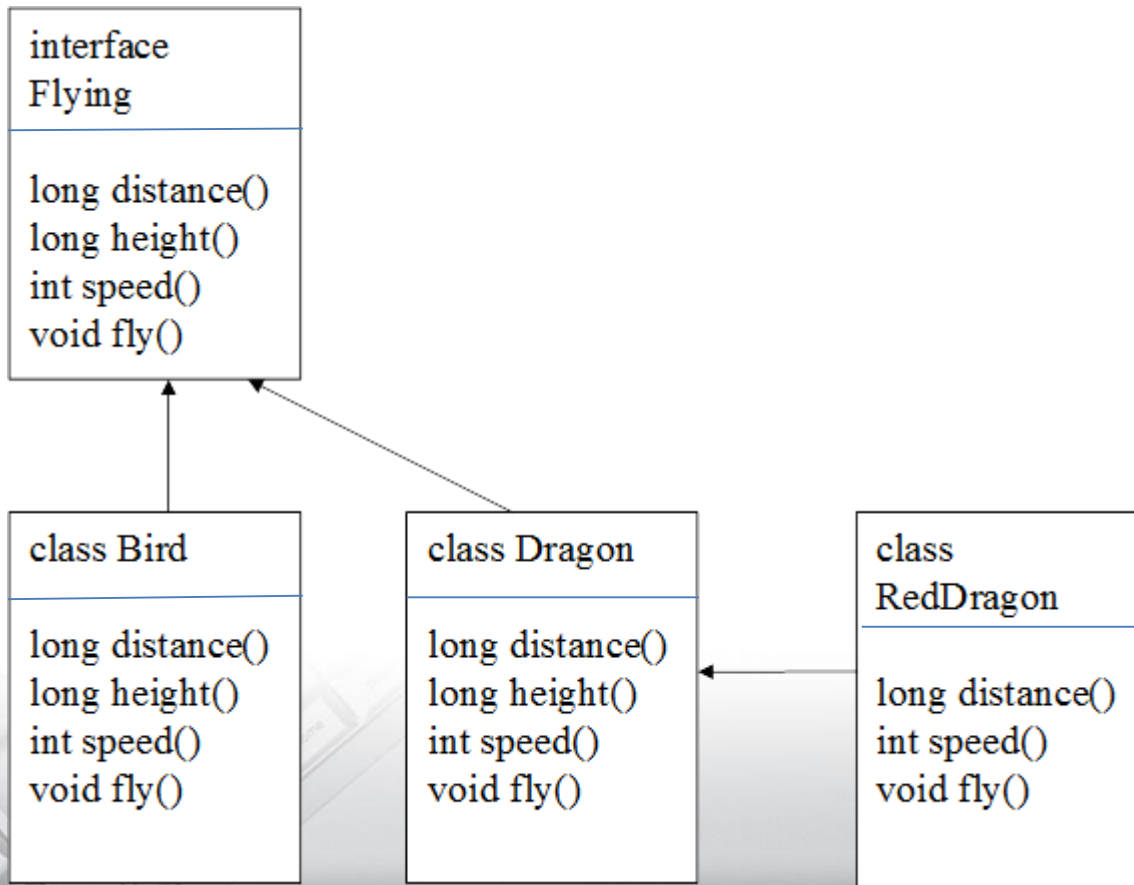 interface
Flying
long distance()
long height()
int speed()
void fly()
class Bird
long distance()
long height()
int speed()
void fly()
class Dragon
long distance()
long height()
int speed()
void fly()
class
RedDragon
long distance()
int speed()
void fly()